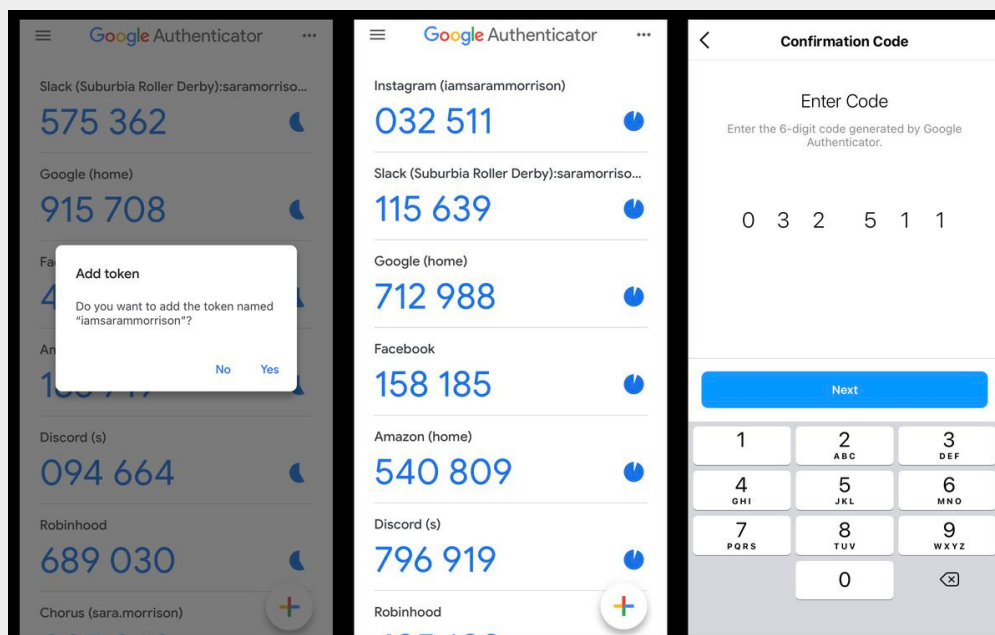 Google Authenticator
Slack (Suburbia Roller Derby):saramorriso...
575 362
Google (home)
915 708
Fa
4
Add token
Do you want to add the token named
“iamsarammorrison”?
No Yes
An
Discord (s)
094 664
Robinhood
689 030
Chorus (sara.morrison)
Google Authenticator
Instagram (iamsarammorrison)
032 511
Slack (Suburbia Roller Derby):saramorriso...
115 639
Google (home)
712 988
Facebook
158 185
Amazon (home)
540 809
Discord (s)
796 919
Robinhood
Confirmation Code
Enter Code
Enter the 6-digit code generated by Google
Authenticator.
0 3 2 5 1 1
Next
1 2 3
ABC DEF
4 5 6
GHI JKL MNO
7 8 9
PQRS TUV WXYZ
0